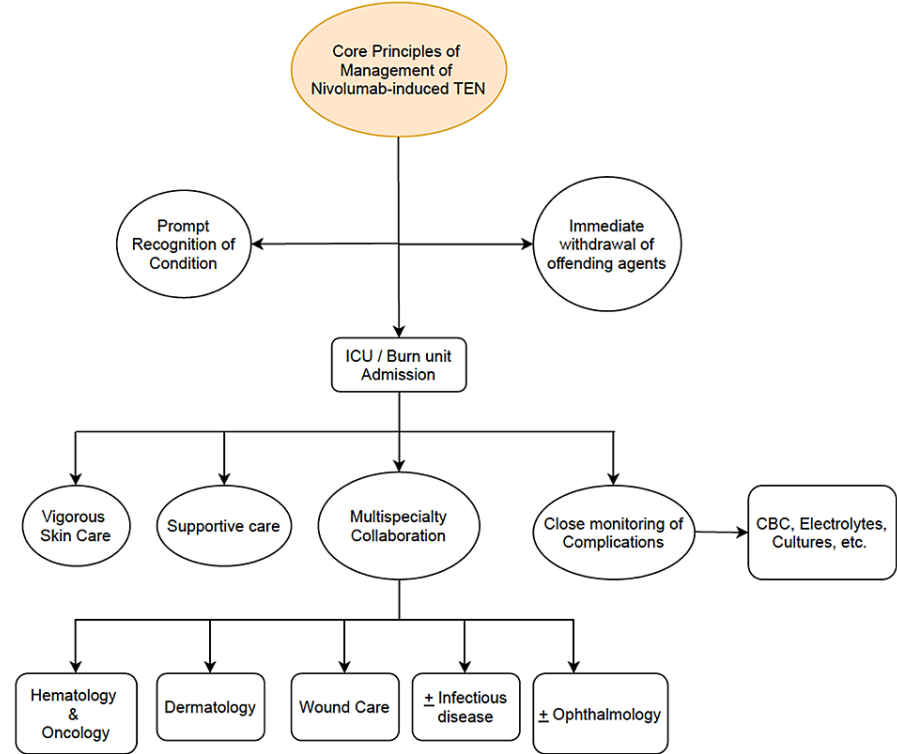 Core Principles of
Management of
Nivolumab-induced TEN
Prompt
Recognition of
Condition
Immediate
withdrawal of
offending agents
ICU / Burn unit
Admission
Vigorous
Skin Care
Supportive care
Multispecialty
Collaboration
Close monitoring of
Complications
CBC, Electrolytes,
Cultures, etc.
Hematology
&
Oncology
Dermatology
Wound Care
± Infectious
disease
± Ophthalmology